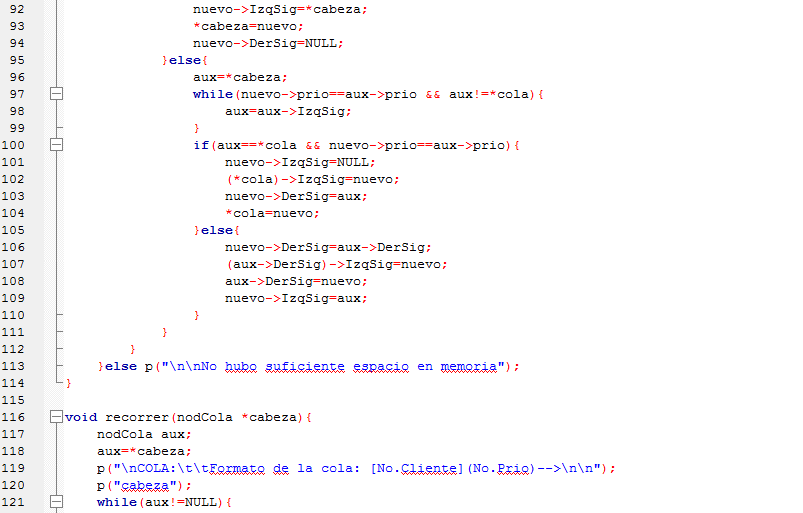 92 nuevo->IzqSig=*cabeza;
93 *cabeza=nuevo;
94 nuevo->DerSig=NULL;
95 }else{
96 aux=*cabeza;
97 while(nuevo->prio==aux->prio && aux!=*cola){
98 aux=aux->IzqSig;
99 }
100 if(aux==*cola && nuevo->prio==aux->prio){
101 nuevo->IzqSig=NULL;
102 (*cola)->IzqSig=nuevo;
103 nuevo->DerSig=aux;
104 *cola=nuevo;
105 }else{
106 nuevo->DerSig=aux->DerSig;
107 (aux->DerSig)->IzqSig=nuevo;
108 aux->DerSig=nuevo;
109 nuevo->IzqSig=aux;
110 }
111 }
112 }
113 }else p("\n\nNo hubo suficiente espacio en memoria");
114 }
115
116 void recorrer(nodCola *cabeza){
117 nodCola aux;
118 aux=*cabeza;
119 p("\nCOLA:\t\tFormato de la cola: [No.Cliente](No.Prio)-->\n\n");
120 p("cabeza");
121 while(aux!=NULL){